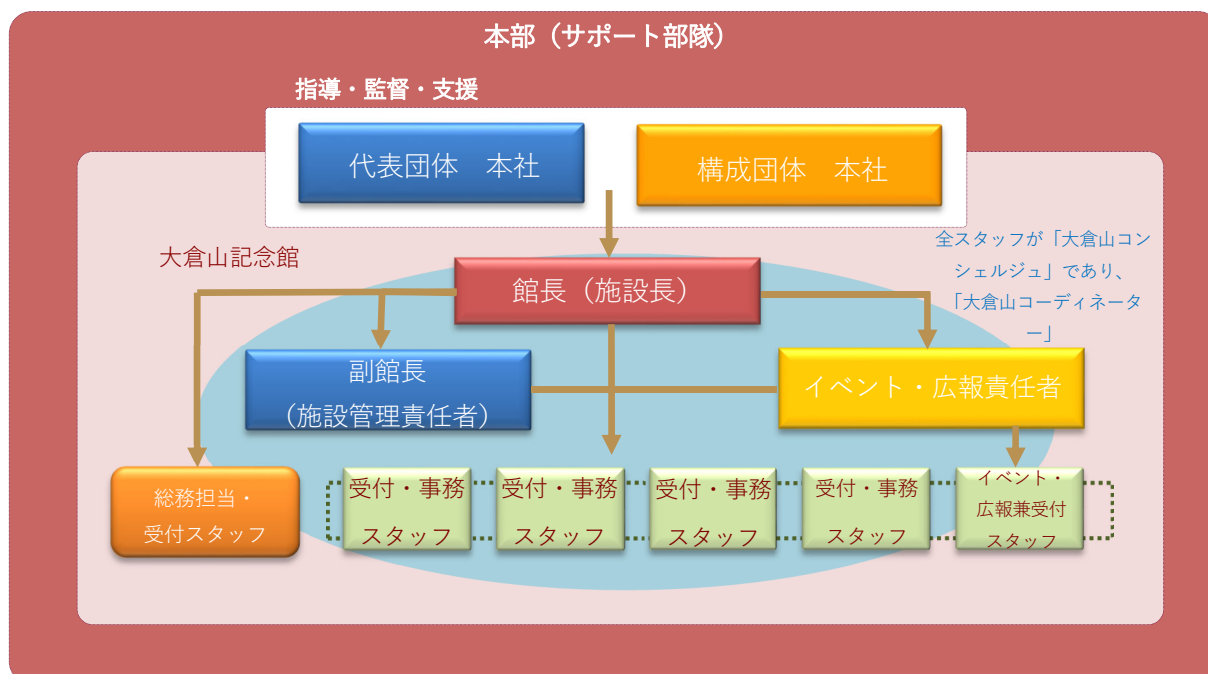 本部（サポート部隊）
指導・監督・支援
代表団体　本社
構成団体　本社
大倉山記念館
全スタッフが「大倉山コン
シェルジュ」であり、
「大倉山コーディネータ
ー」
館長（施設長）
副館長
（施設管理責任者）
イベント・広報責任者
総務担当・
受付スタッフ
受付・事務
スタッフ
受付・事務
スタッフ
受付・事務
スタッフ
受付・事務
スタッフ
イベント・
広報兼受付
スタッフ